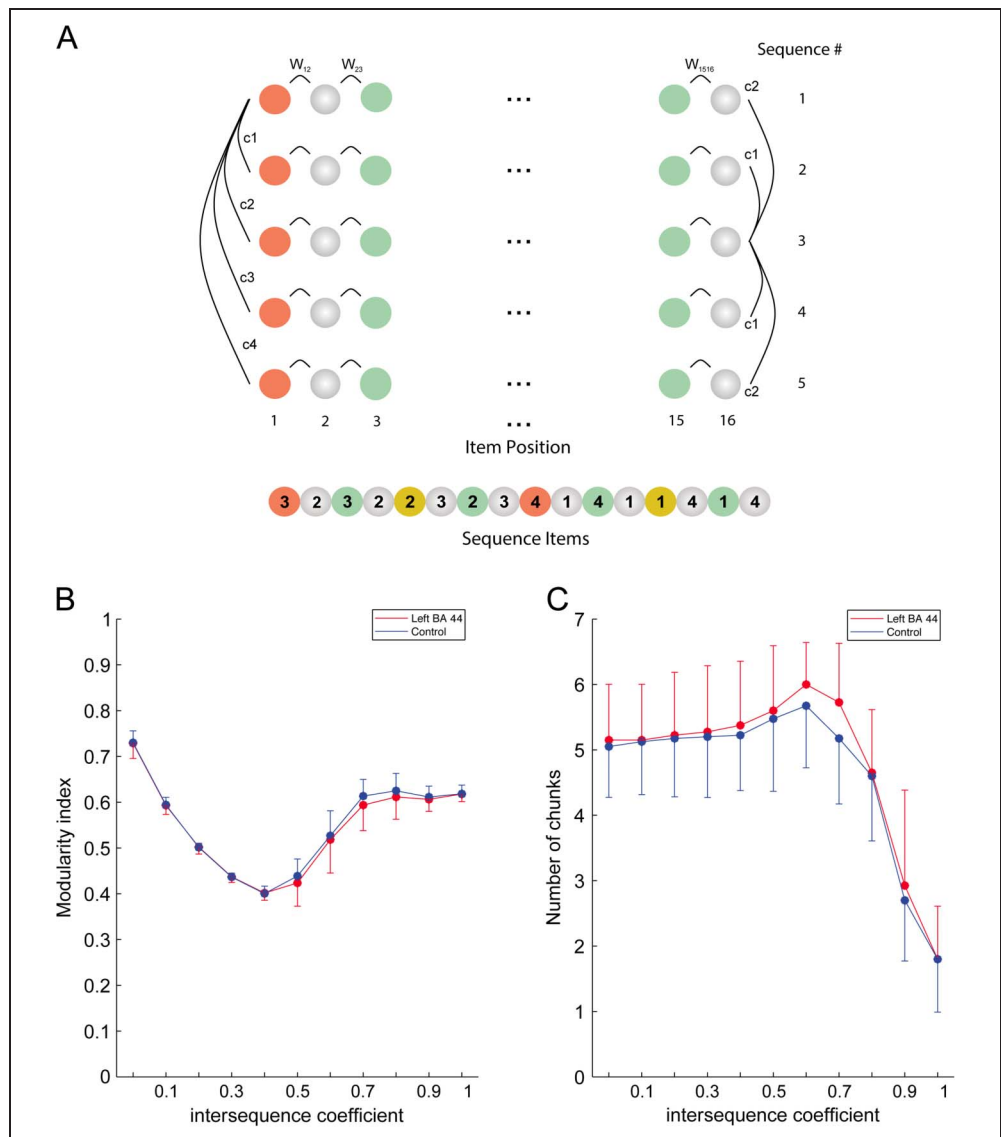 A
Sequence #
W12 W23 W1516
c2 1
c1
c1 2
c2
3
c3
c1 4
c4
c2 5
... ... ... ... ... ...
1 2 3 15 16
Item Position
3 2 3 2 2 3 2 3 4 1 4 1 1 4 1 4
Sequence Items
B
Left BA 44
Control
1
0.9
0.8
0.7
0.6
0.5
0.4
0.3
0.2
0.1
0
Modularity index
0.1 0.3 0.5 0.7 0.9 1
intersequence coefficient
C
Left BA 44
Control
7
6
5
4
3
2
1
0
Number of chunks
0.1 0.3 0.5 0.7 0.9 1
intersequence coefficient